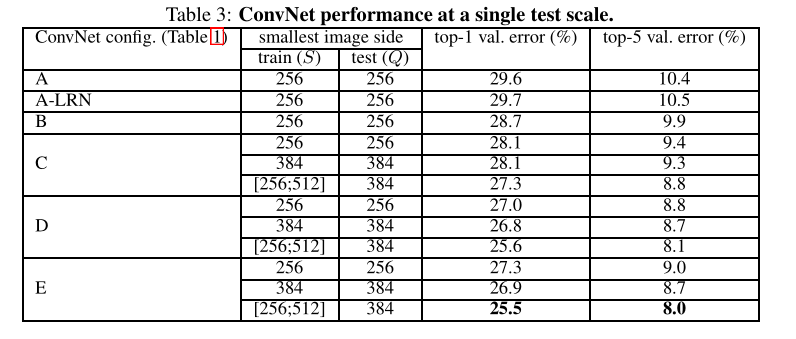 Table 3: ConvNet performance at a single test scale.
ConvNet config. (Table 1) smallest image side top-1 val. error (%) top-5 val. error (%)
train (S) test (Q)
A 256 256 29.6 10.4
A-LRN 256 256 29.7 10.5
B 256 256 28.7 9.9
256 256 28.1 9.4
C 384 384 28.1 9.3
[256;512] 384 27.3 8.8
256 256 27.0 8.8
D 384 384 26.8 8.7
[256;512] 384 25.6 8.1
256 256 27.3 9.0
E 384 384 26.9 8.7
[256;512] 384 25.5 8.0